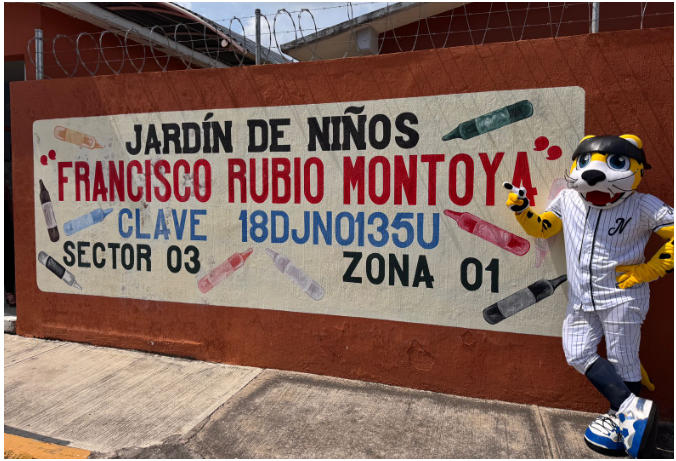 JARDÍN DE NIÑOS
"FRANCISCO RUBIO MONTOYA"
CLAVE 18DJN0135U
SECTOR 03 ZONA 01
N